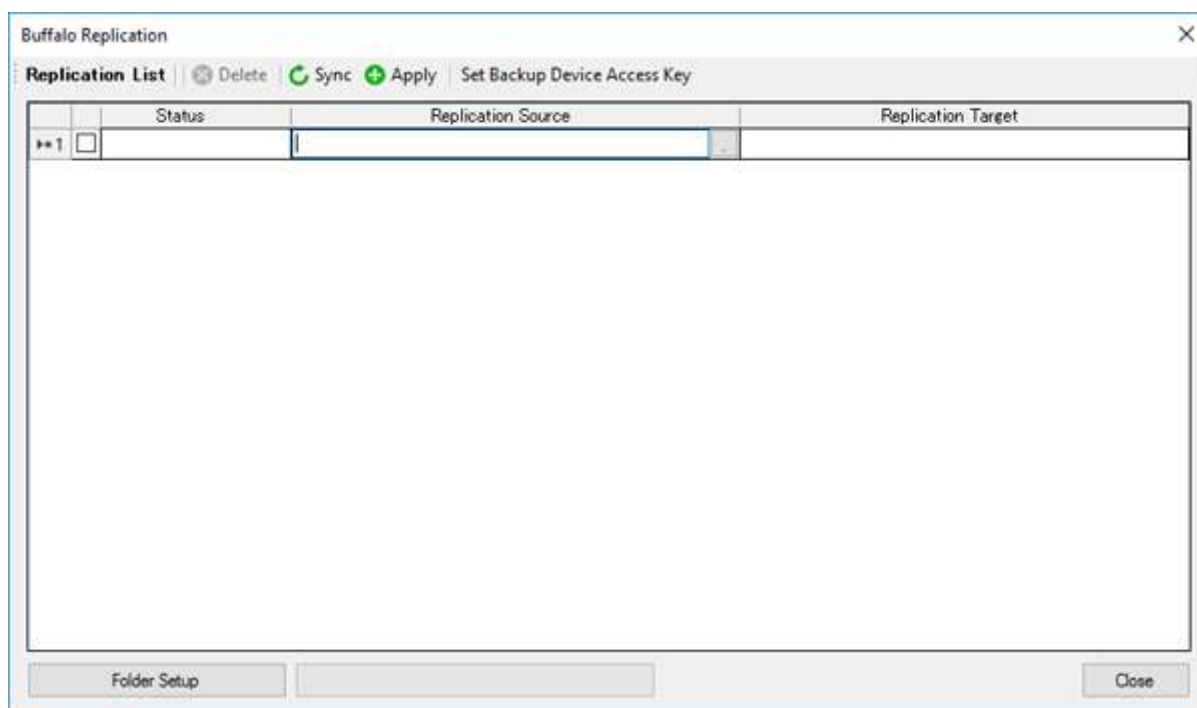 Buffalo Replication
Replication List Delete Sync Apply Set Backup Device Access Key
Status Replication Source Replication Target
1
Folder Setup Close